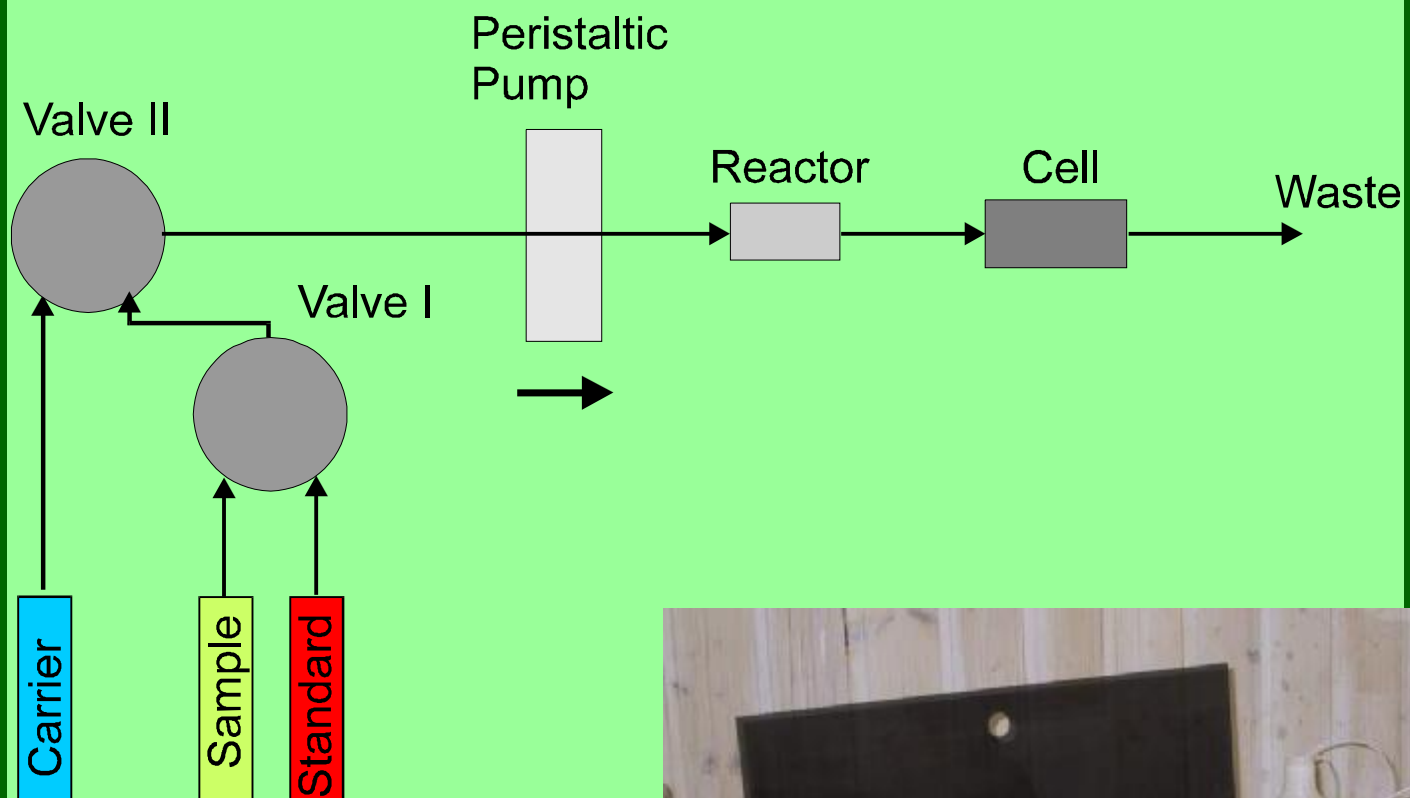 Peristaltic
Pump
Valve II
Reactor
Cell
Waste
Valve I
Carrier
Sample
Standard